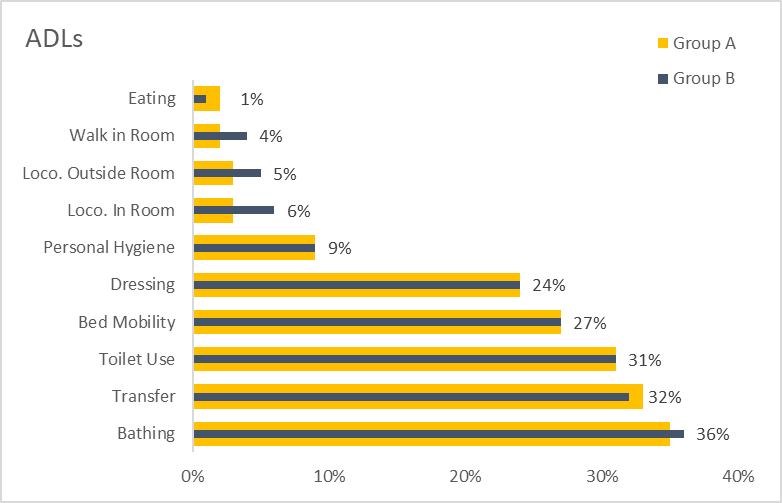 ADLs
Group A
Group B
Eating 1%
Walk in Room 4%
Loco. Outside Room 5%
Loco. In Room 6%
Personal Hygiene 9%
Dressing 24%
Bed Mobility 27%
Toilet Use 31%
Transfer 32%
Bathing 36%
0% 10% 20% 30% 40%